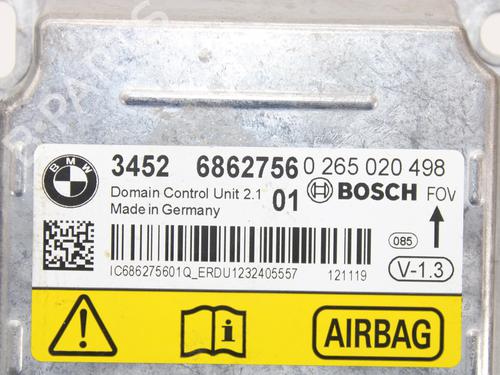 BMW
3452 6862756 0 265 020 498
Domain Control Unit 2.1 01 BOSCH FOV
Made in Germany
085
IC686275601Q_ERDU1232405557 121119
V-1.3
AIRBAG